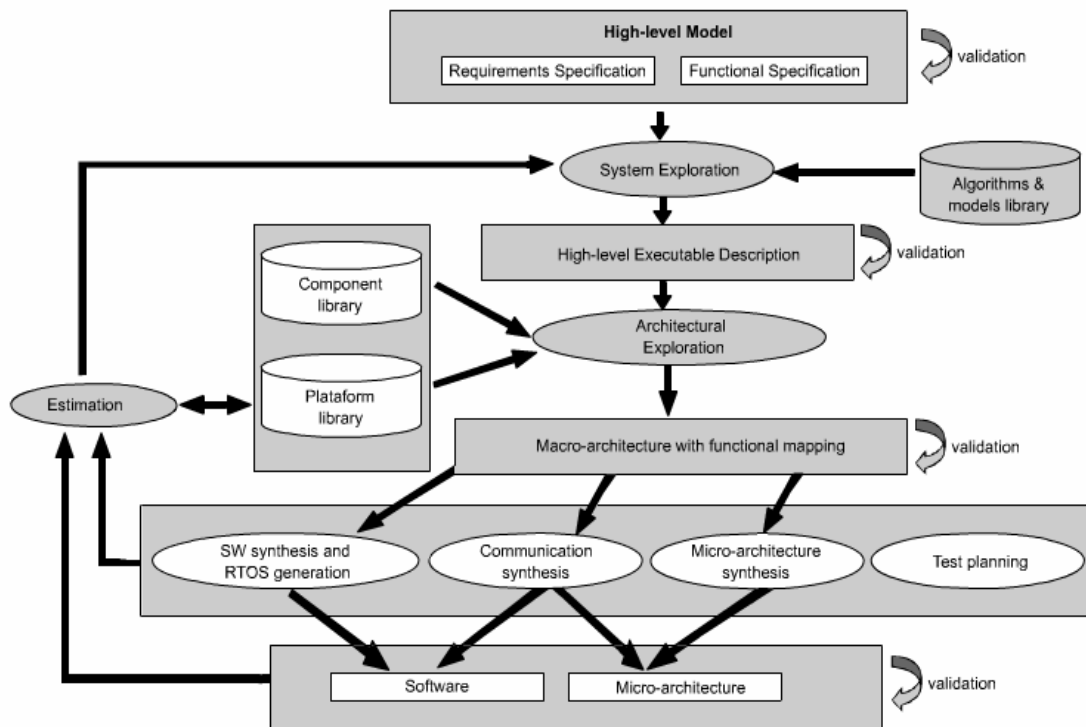 High-level Model
validation
Requirements Specification
Functional Specification
System Exploration
Algorithms &
models library
High-level Executable Description
validation
Component
library
Architectural
Exploration
Plataform
library
Estimation
Macro-architecture with functional mapping
validation
SW synthesis and
RTOS generation
Communication
synthesis
Micro-architecture
synthesis
Test planning
Software
Micro-architecture
validation